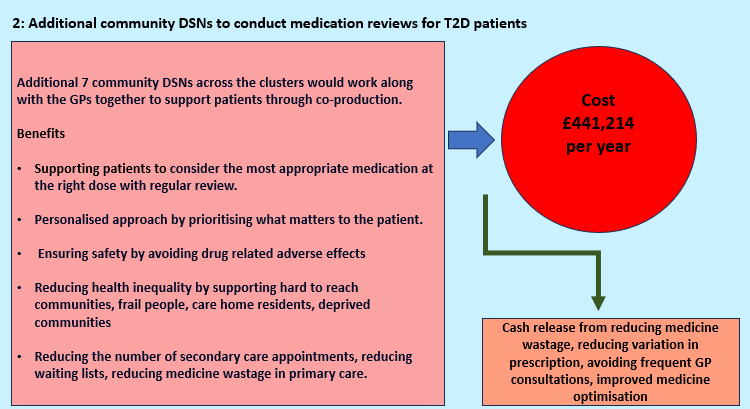 2: Additional community DSNs to conduct medication reviews for T2D patients
Additional 7 community DSNs across the clusters would work along
with the GPs together to support patients through co-production.
Benefits
• Supporting patients to consider the most appropriate medication at
the right dose with regular review.
• Personalised approach by prioritising what matters to the patient.
• Ensuring safety by avoiding drug related adverse effects
• Reducing health inequality by supporting hard to reach
communities, frail people, care home residents, deprived
communities
• Reducing the number of secondary care appointments, reducing
waiting lists, reducing medicine wastage in primary care.
Cost
£441,214
per year
Cash release from reducing medicine
wastage, reducing variation in
prescription, avoiding frequent GP
consultations, improved medicine
optimisation